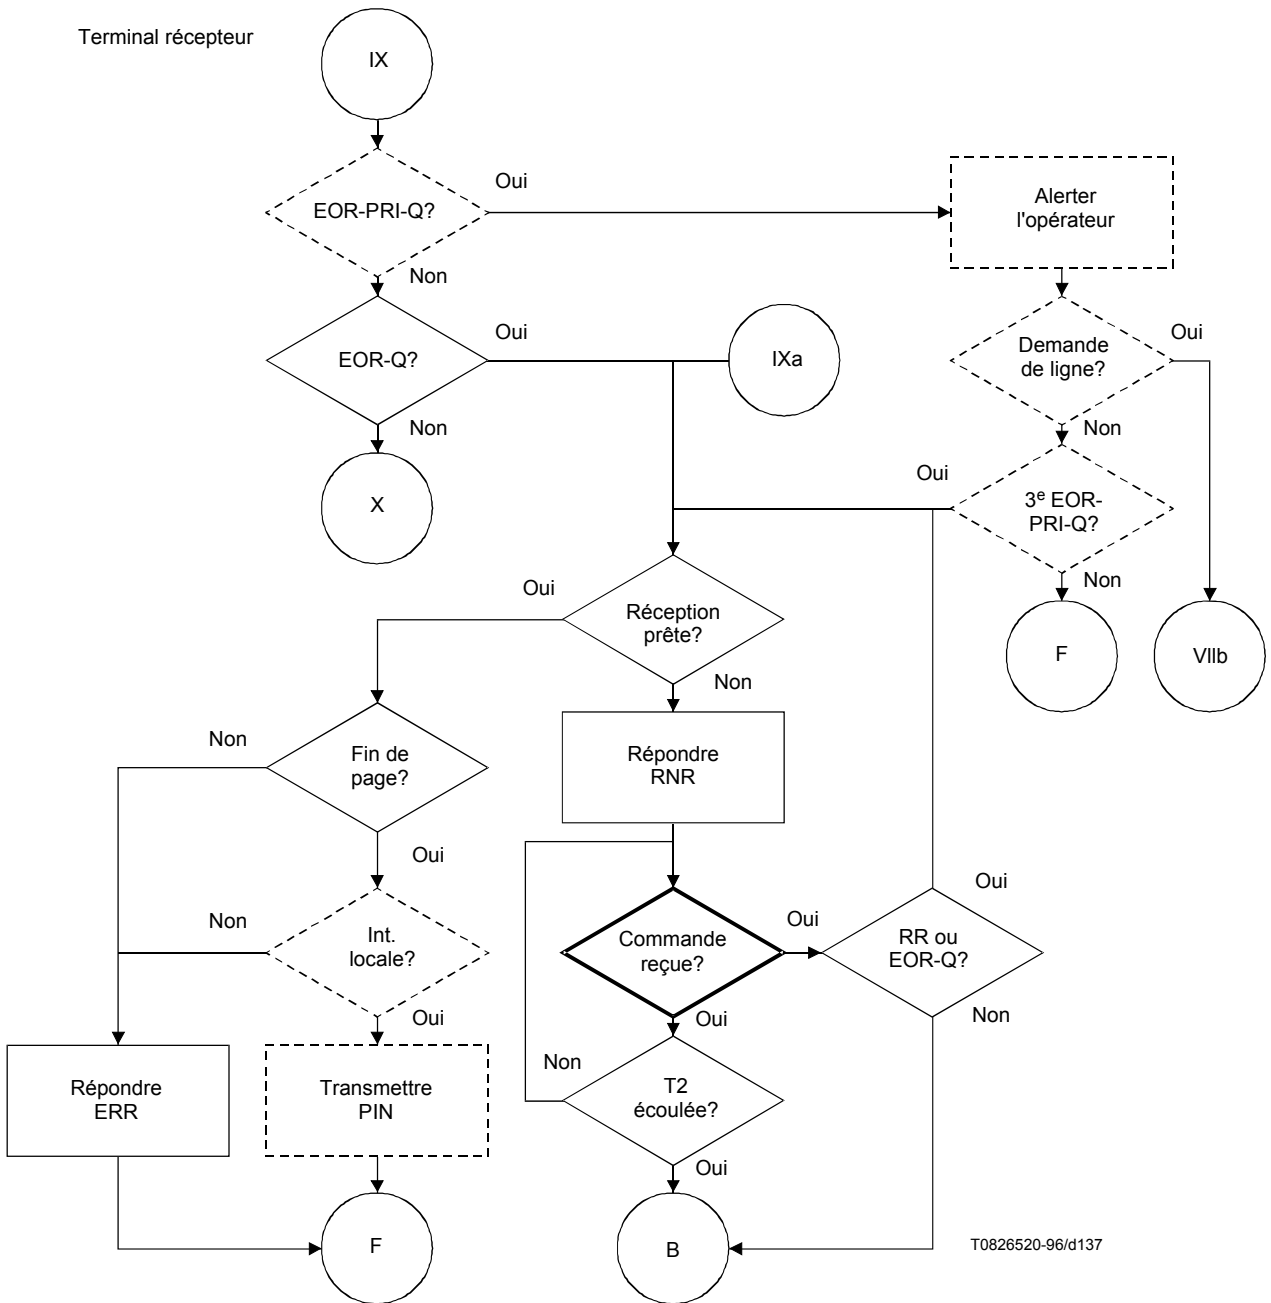 Terminal récepteur
IX
EOR-PRI-Q?
Oui
Alerter
l'opérateur
Non
EOR-Q?
Oui
IXa
Demande
de ligne?
Oui
Non
X
Non
Oui
3e EOR-
PRI-Q?
Non
F
VIIb
Oui
Réception
prête?
Non
Non
Fin de
page?
Oui
Répondre
RNR
Non
Int.
locale?
Oui
Commande
reçue?
Oui
Oui
Oui
RR ou
EOR-Q?
Non
Répondre
ERR
Transmettre
PIN
Non
T2
écoulée?
Oui
F
B
T0826520-96/d137